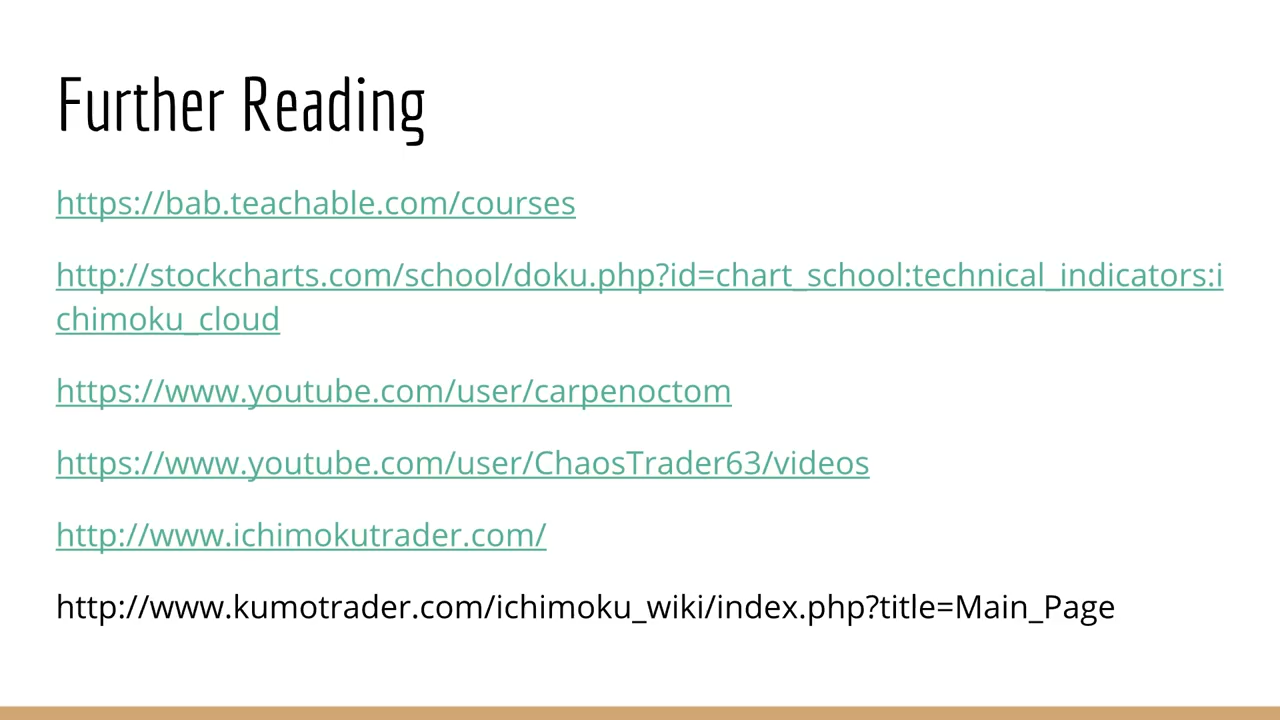 Further Reading
https://bab.teachable.com/courses
http://stockcharts.com/school/doku.php?id=chart_school:technical_indicators:i
chimoku_cloud
https://www.youtube.com/user/carpenoctom
https://www.youtube.com/user/ChaosTrader63/videos
http://www.ichimokutrader.com/
http://www.kumotrader.com/ichimoku_wiki/index.php?title=Main_Page